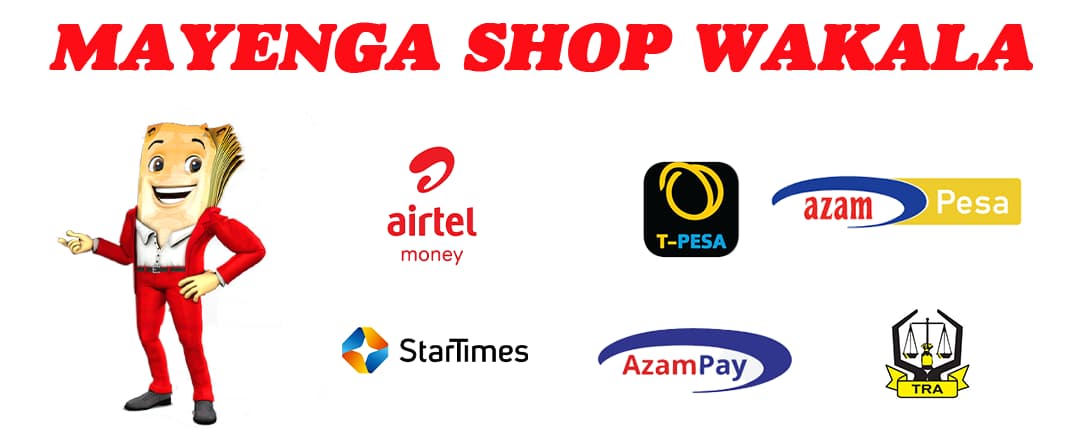 MAYENGA SHOP WAKALA
airtel
money
T-PESA
azam Pesa
StarTimes
AzamPay
TRA